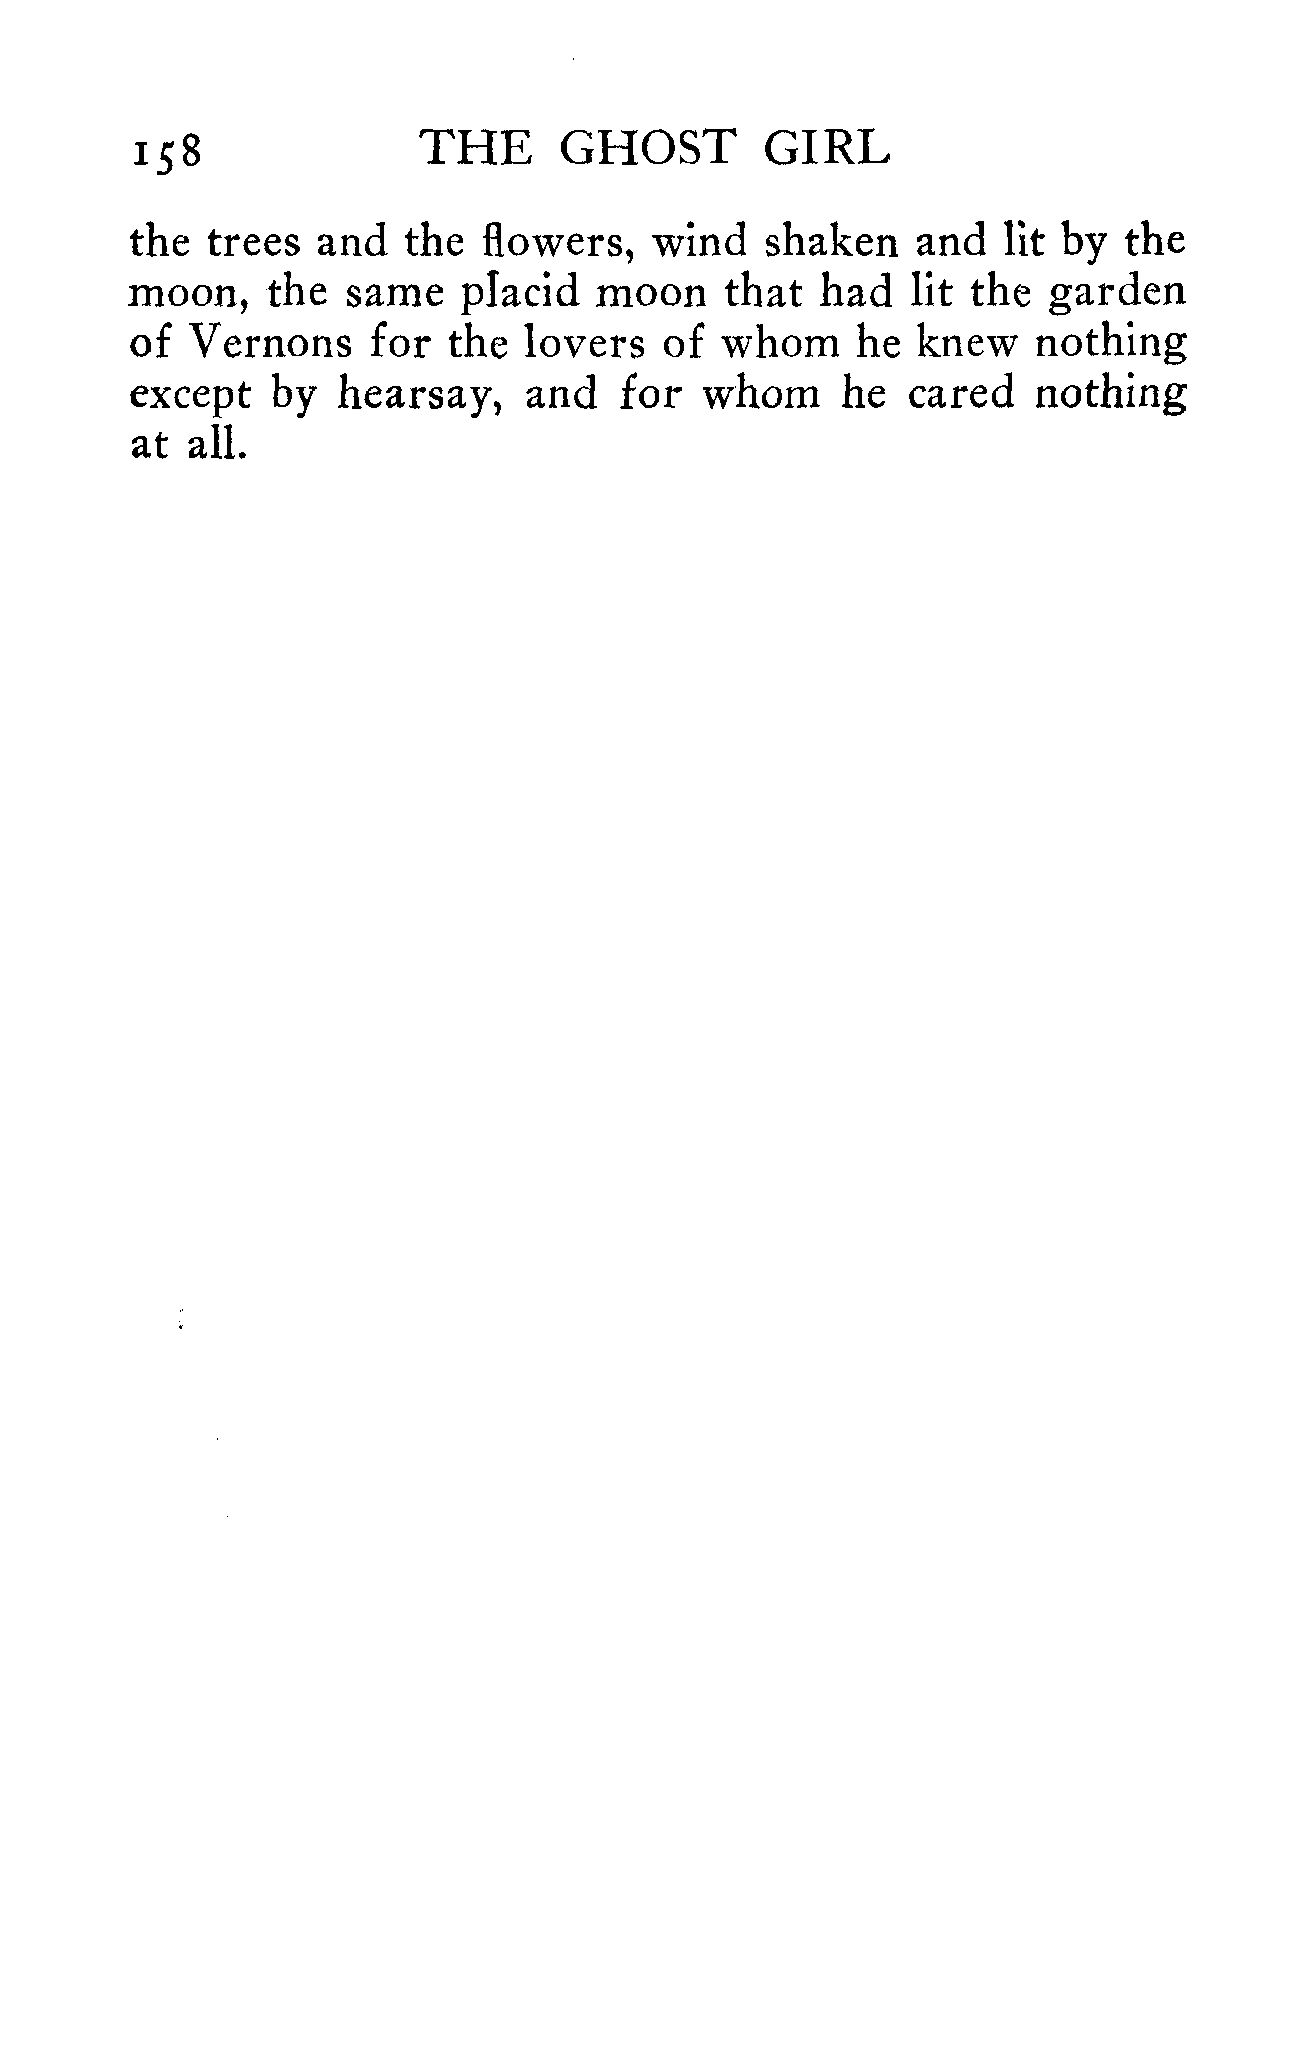 158 THE GHOST GIRL
the trees and the flowers, wind shaken and lit by the
moon, the same placid moon that had lit the garden
of Vernons for the lovers of whom he knew nothing
except by hearsay, and for whom he cared nothing
at all.